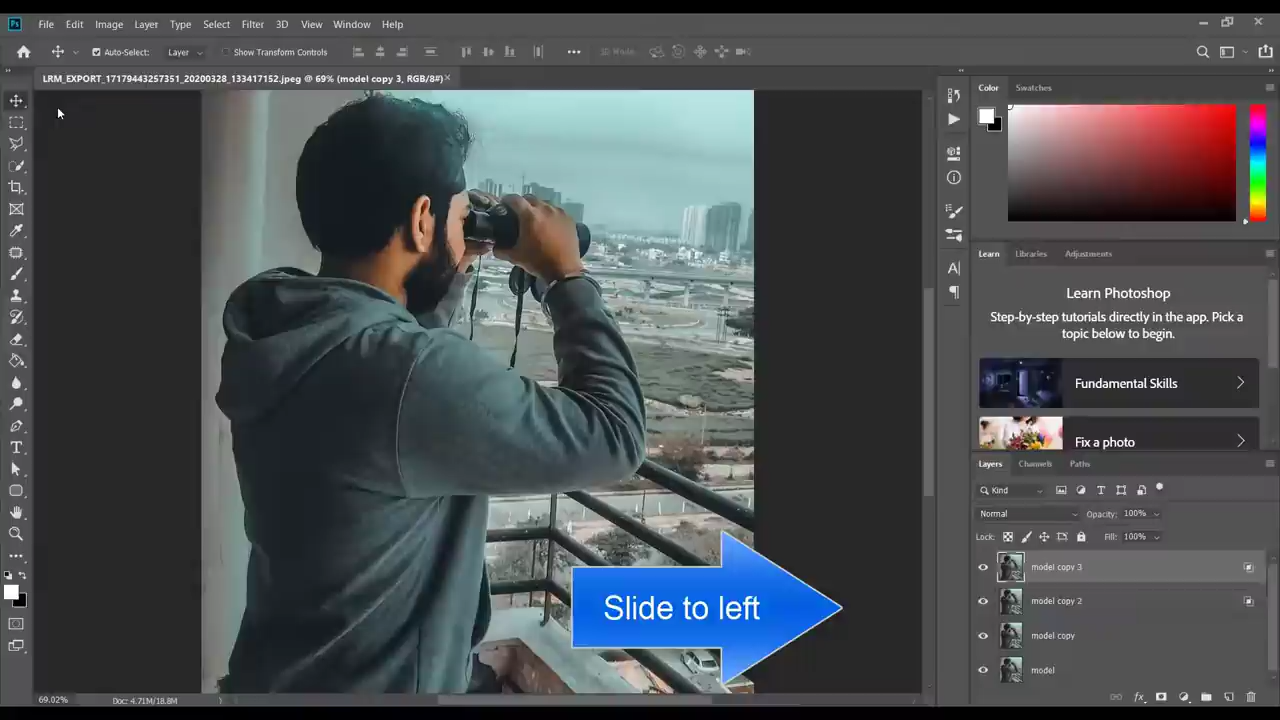 Ps File Edit Image Layer Type Select Filter 3D View Window Help
Auto-Select: Layer Show Transform Controls 3D Mode:
LRM_EXPORT_17179443257351_20200328_133417152.jpeg @ 69% (model copy 3, RGB/8#)
Color Swatches
Learn Libraries Adjustments
Learn Photoshop
Step-by-step tutorials directly in the app. Pick a
topic below to begin.
Fundamental Skills
Fix a photo
Layers Channels Paths
Kind
Normal Opacity: 100%
Lock: Fill: 100%
model copy 3
model copy 2
model copy
model
Slide to left
69.02% Doc: 4.71M/18.8M